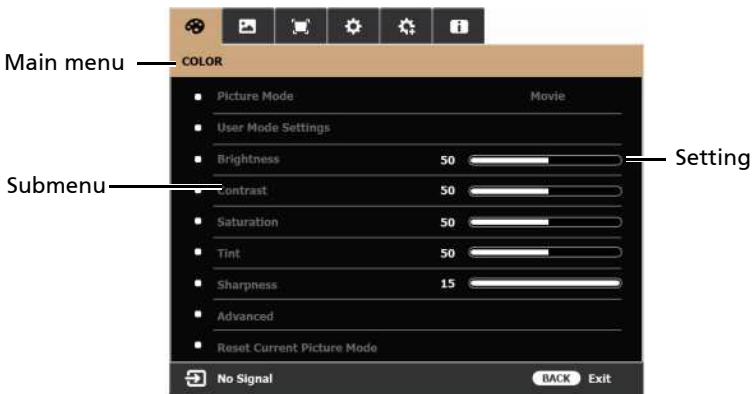 Main menu
COLOR
Picture Mode Movie
User Mode Settings
Brightness 50
Setting
Submenu
Contrast 50
Saturation 50
Tint 50
Sharpness 15
Advanced
Reset Current Picture Mode
No Signal BACK Exit